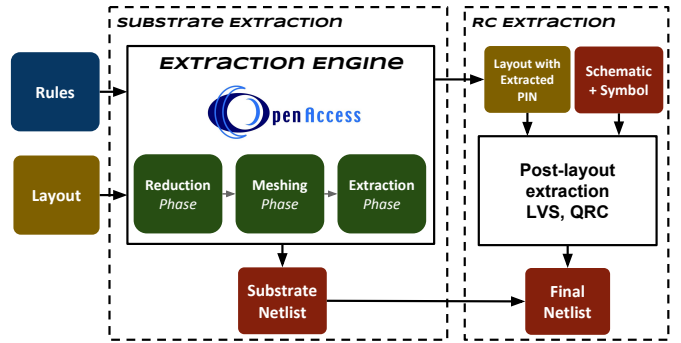 Substrate Extraction
RC Extraction
Extraction Engine
OpenAccess
Rules
Layout
Reduction
Phase
Meshing
Phase
Extraction
Phase
Layout with
Extracted
PIN
Schematic
+ Symbol
Post-layout
extraction
LVS, QRC
Substrate
Netlist
Final
Netlist